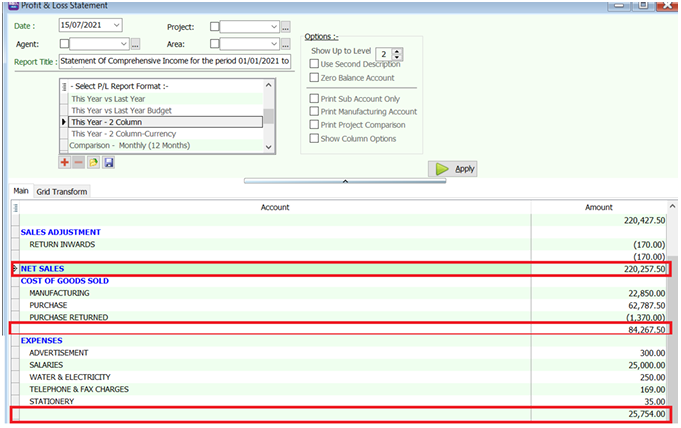 Profit & Loss Statement
Date : 15/07/2021 Project: ...
Agent: ... Area: ...
Report Title : Statement Of Comprehensive Income for the period 01/01/2021 to
- Select P/L Report Format :-
This Year vs Last Year
This Year vs Last Year Budget
This Year - 2 Column
This Year - 2 Column-Currency
Comparison - Monthly (12 Months)
Options :-
Show Up to Level 2
Use Second Description
Zero Balance Account
Print Sub Account Only
Print Manufacturing Account
Print Project Comparison
Show Column Options
Apply
Main Grid Transform
Account Amount
220,427.50
SALES ADJUSTMENT
RETURN INWARDS (170.00)
(170.00)
NET SALES 220,257.50
COST OF GOODS SOLD
MANUFACTURING 22,850.00
PURCHASE 62,787.50
PURCHASE RETURNED (1,370.00)
84,267.50
EXPENSES
ADVERTISEMENT 300.00
SALARIES 25,000.00
WATER & ELECTRICITY 250.00
TELEPHONE & FAX CHARGES 169.00
STATIONERY 35.00
25,754.00